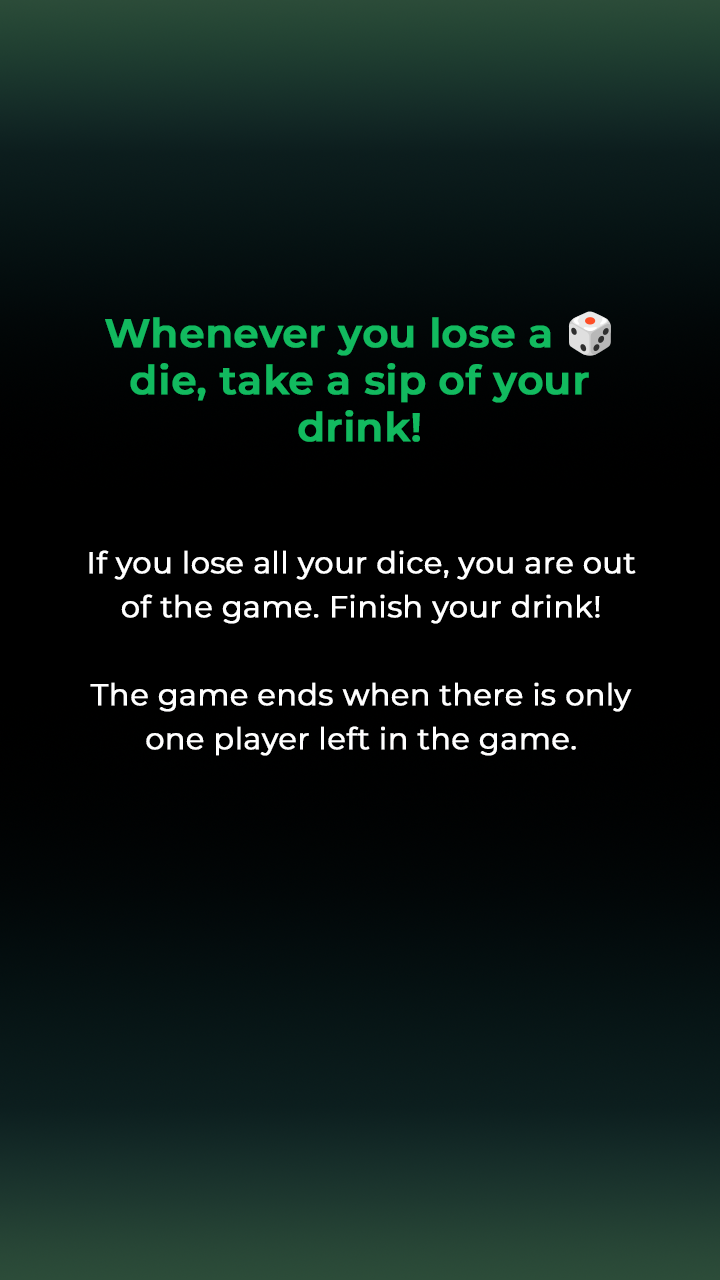 Whenever you lose a 🎲
die, take a sip of your
drink!
If you lose all your dice, you are out
of the game. Finish your drink!
The game ends when there is only
one player left in the game.